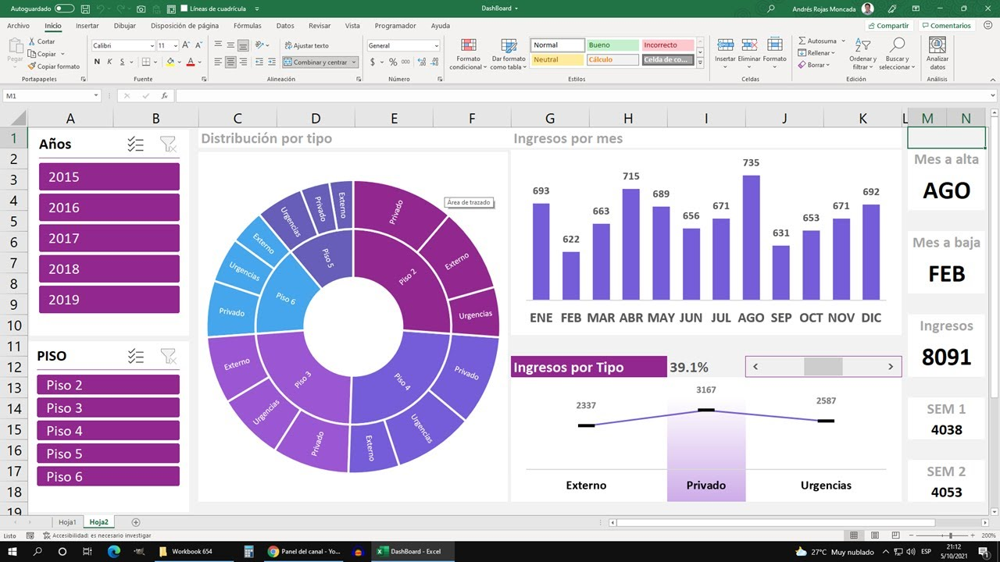 Autoguardado
Líneas de cuadrícula
DashBoard
Andrés Rojas Moncada
Archivo Inicio Insertar Dibujar Disposición de página Fórmulas Datos Revisar Vista Programador Ayuda
Compartir Comentarios
Pegar
Cortar
Copiar
Copiar formato
Portapapeles
Calibri 11
N K S
Fuente
Ajustar texto
Combinar y centrar
Alineación
General
$ % 000
Número
Formato condicional
Dar formato como tabla
Normal Bueno Incorrecto
Neutral Cálculo Celda de co...
Estilos
Insertar Eliminar Formato
Celdas
Autosuma
Rellenar
Borrar
Ordenar y filtrar
Buscar y seleccionar
Edición
Analizar datos
Análisis
M1
fx
A B C D E F G H I J K L M N
1
2
3
4
5
6
7
8
9
10
11
12
13
14
15
16
17
18
19
Años
2015
2016
2017
2018
2019
PISO
Piso 2
Piso 3
Piso 4
Piso 5
Piso 6
Distribución por tipo
Área de trazado
Piso 2
Privado
Externo
Urgencias
Piso 4
Privado
Urgencias
Externo
Piso 3
Privado
Urgencias
Externo
Piso 6
Privado
Urgencias
Externo
Piso 5
Urgencias
Privado
Externo
Ingresos por mes
693 622 663 715 689 656 671 735 631 653 671 692
ENE FEB MAR ABR MAY JUN JUL AGO SEP OCT NOV DIC
Ingresos por Tipo 39.1%
2337 3167 2587
Externo Privado Urgencias
Mes a alta
AGO
Mes a baja
FEB
Ingresos
8091
SEM 1
4038
SEM 2
4053
Hoja1 Hoja2
Listo Accesibilidad: es necesario investigar
200%
Workbook 654
Panel del canal - Yo...
DashBoard - Excel
27°C Muy nublado
ESP
21:12
5/10/2021